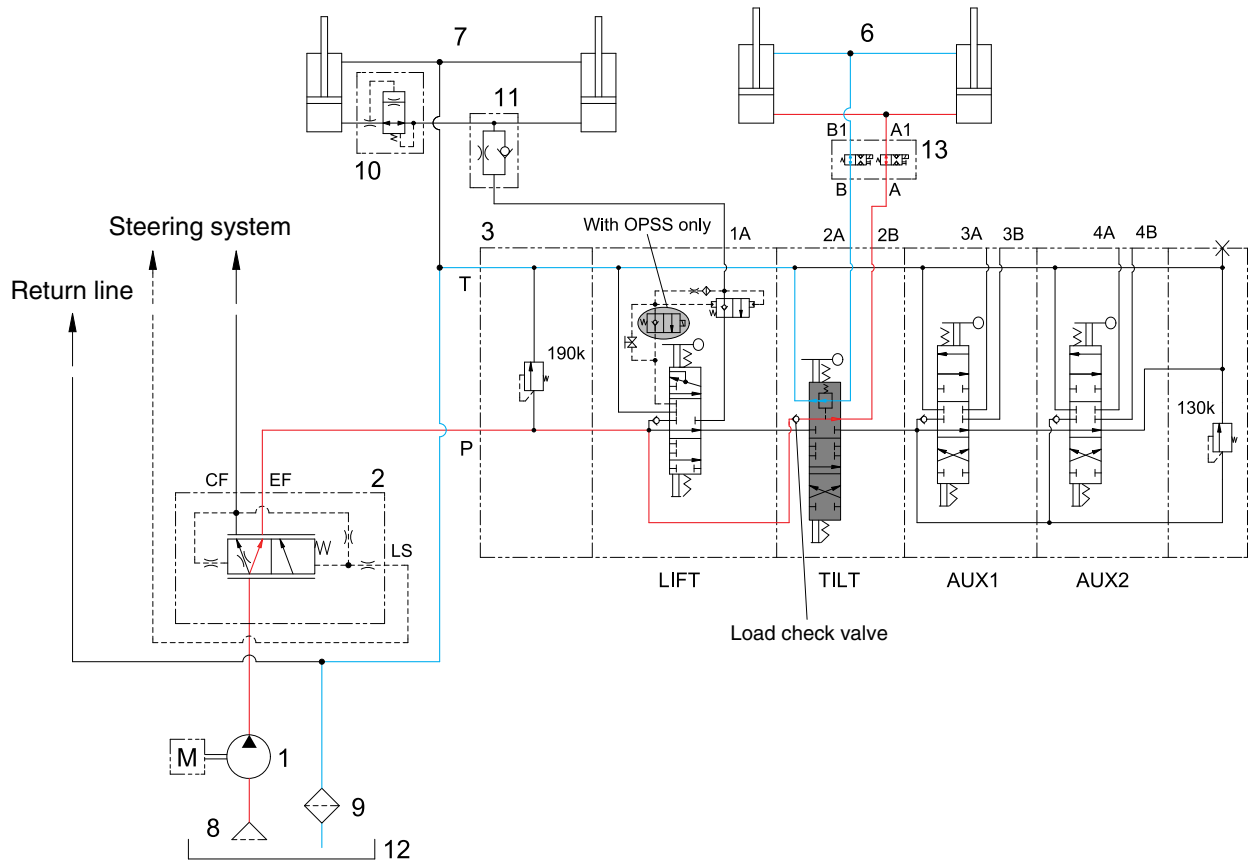 7
6
11
B1 A1
13
10
B A
With OPSS only
Steering system
3
1A
2A 2B
3A 3B
4A 4B
T
Return line
190k
130k
P
CF EF
2
LS
LIFT
TILT
AUX1
AUX2
Load check valve
M
1
8
9
12